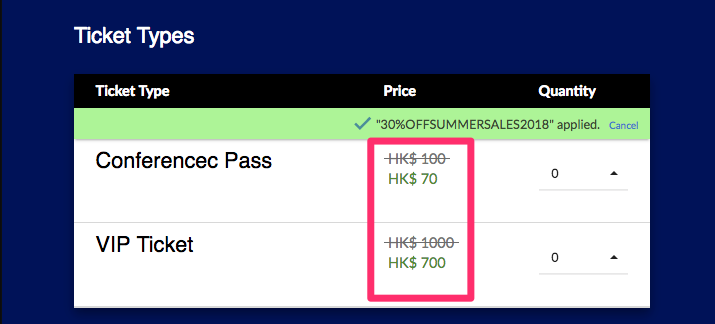 Ticket Types
Ticket Type Price Quantity
"30%OFFSUMMERSALES2018" applied. Cancel
Conferencec Pass HK$ 100 0
HK$ 70
VIP Ticket HK$ 1000 0
HK$ 700